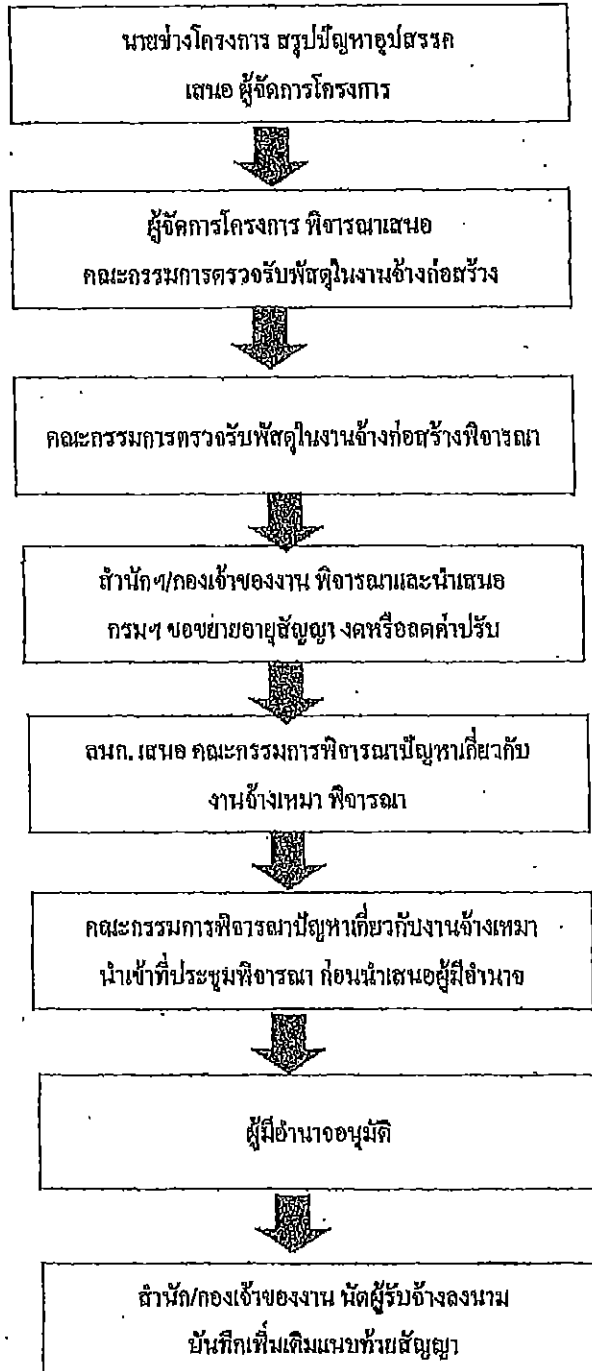 นายช่างโครงการ สรุปปัญหาอุปสรรค
เสนอ ผู้จัดการโครงการ
ผู้จัดการโครงการ พิจารณาเสนอ
คณะกรรมการตรวจรับพัสดุในงานจ้างก่อสร้าง
คณะกรรมการตรวจรับพัสดุในงานจ้างก่อสร้างพิจารณา
สำนักฯ/กองเจ้าของงาน พิจารณาและนำเสนอ
กรมฯ ขอขยายอายุสัญญา งดหรือลดค่าปรับ
ลนก. เสนอ คณะกรรมการพิจารณาปัญหาเกี่ยวกับ
งานจ้างเหมา พิจารณา
คณะกรรมการพิจารณาปัญหาเกี่ยวกับงานจ้างเหมา
นำเข้าที่ประชุมพิจารณา ก่อนนำเสนอผู้มีอำนาจ
ผู้มีอำนาจอนุมัติ
สำนัก/กองเจ้าของงาน นัดผู้รับจ้างลงนาม
บันทึกเพิ่มเติมแนบท้ายสัญญา